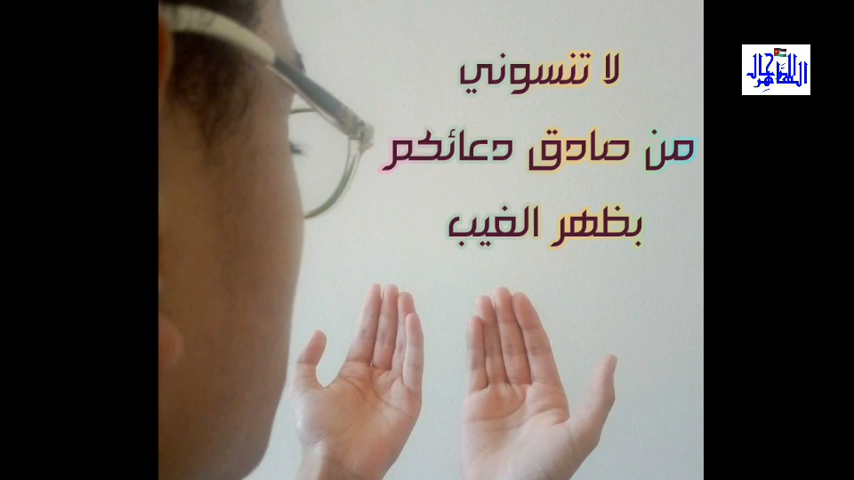 لا تنسوني
من صادق دعائكم
بظهر الغيب